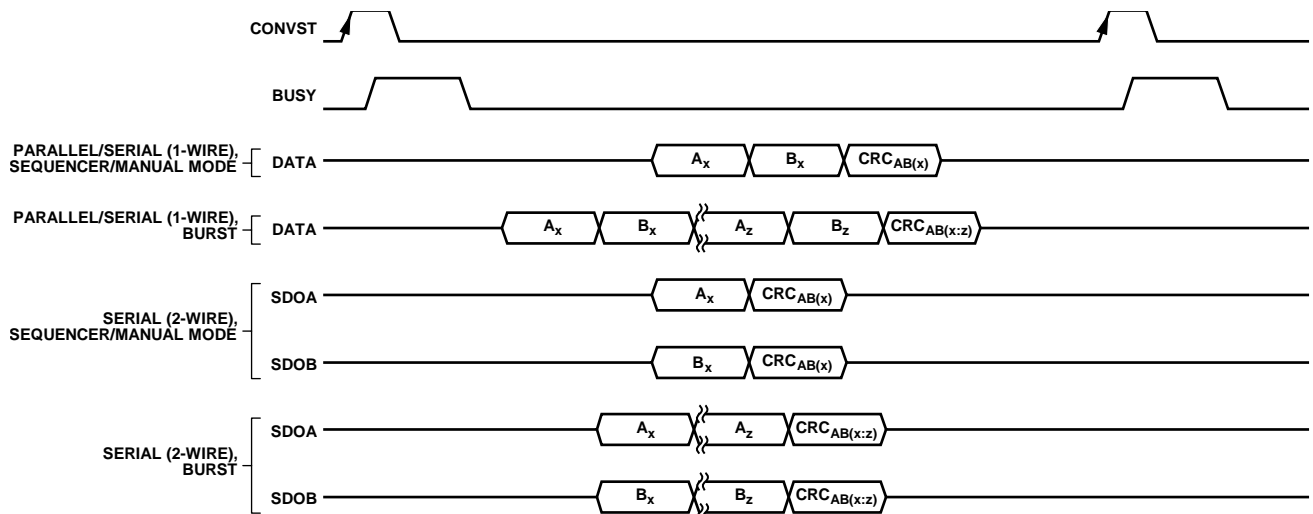 CONVST
BUSY
PARALLEL/SERIAL (1-WIRE),
SEQUENCER/MANUAL MODE
DATA
Ax
Bx
CRCAB(x)
PARALLEL/SERIAL (1-WIRE),
BURST
DATA
Ax
Bx
Az
Bz
CRCAB(x:z)
SERIAL (2-WIRE),
SEQUENCER/MANUAL MODE
SDOA
Ax
CRCAB(x)
SDOB
Bx
CRCAB(x)
SERIAL (2-WIRE),
BURST
SDOA
Ax
Az
CRCAB(x:z)
SDOB
Bx
Bz
CRCAB(x:z)